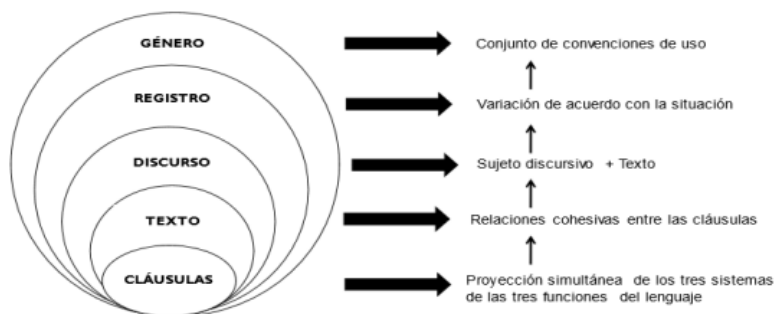 GÉNERO
Conjunto de convenciones de uso
REGISTRO
Variación de acuerdo con la situación
DISCURSO
Sujeto discursivo + Texto
TEXTO
Relaciones cohesivas entre las cláusulas
CLÁUSULAS
Proyección simultánea de los tres sistemas
de las tres funciones del lenguaje